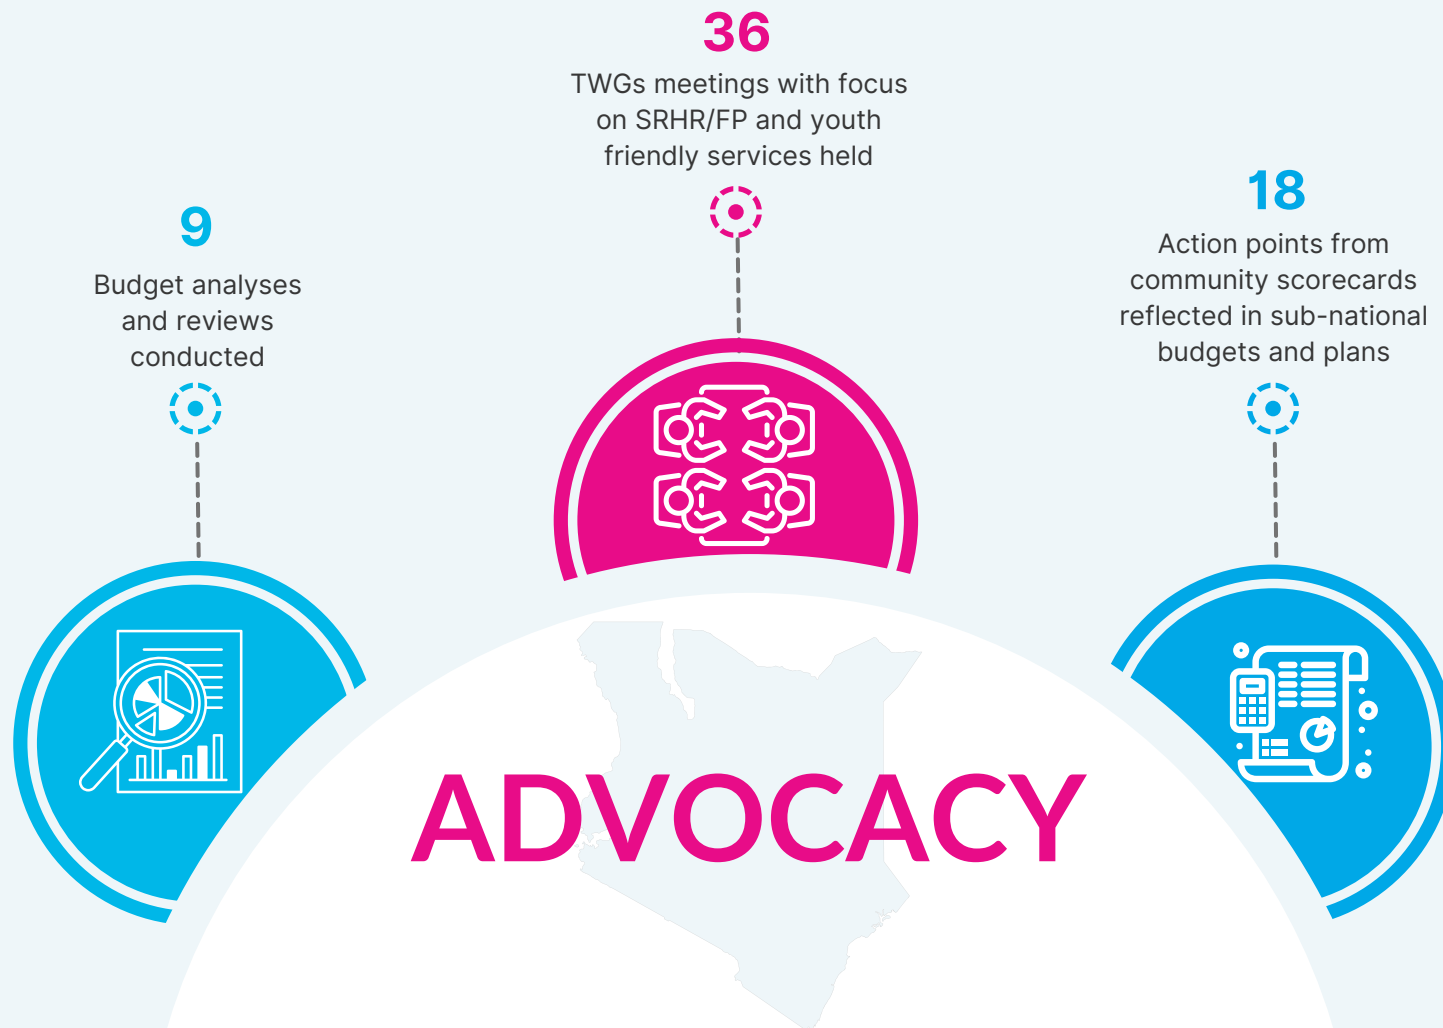 36
TWGs meetings with focus
on SRHR/FP and youth
friendly services held
9
Budget analyses
and reviews
conducted
18
Action points from
community scorecards
reflected in sub-national
budgets and plans
ADVOCACY